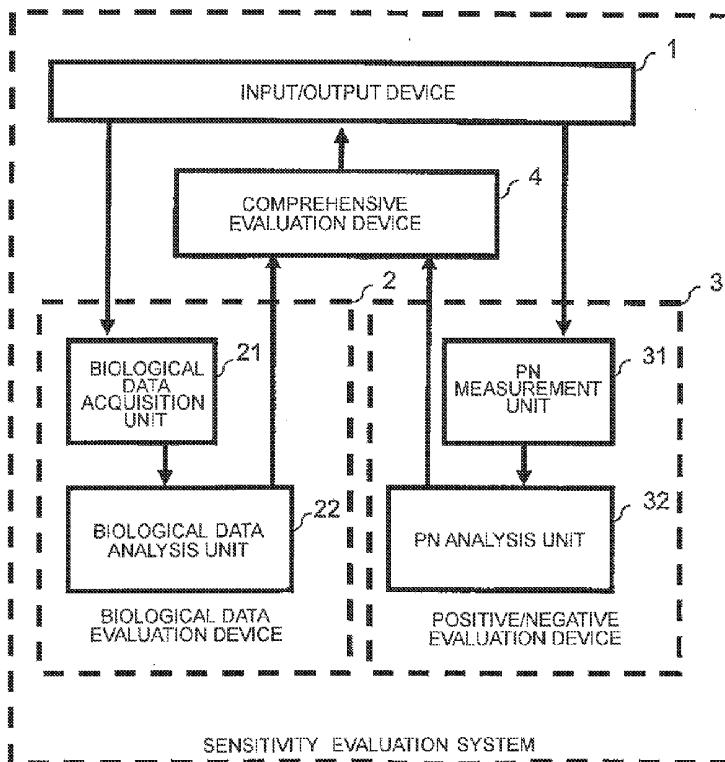 1
INPUT/OUTPUT DEVICE
4
COMPREHENSIVE
EVALUATION DEVICE
2
3
21
BIOLOGICAL
DATA
ACQUISITION
UNIT
31
PN
MEASUREMENT
UNIT
22
BIOLOGICAL DATA
ANALYSIS UNIT
32
PN ANALYSIS UNIT
BIOLOGICAL DATA
EVALUATION DEVICE
POSITIVE/NEGATIVE
EVALUATION DEVICE
SENSITIVITY EVALUATION SYSTEM